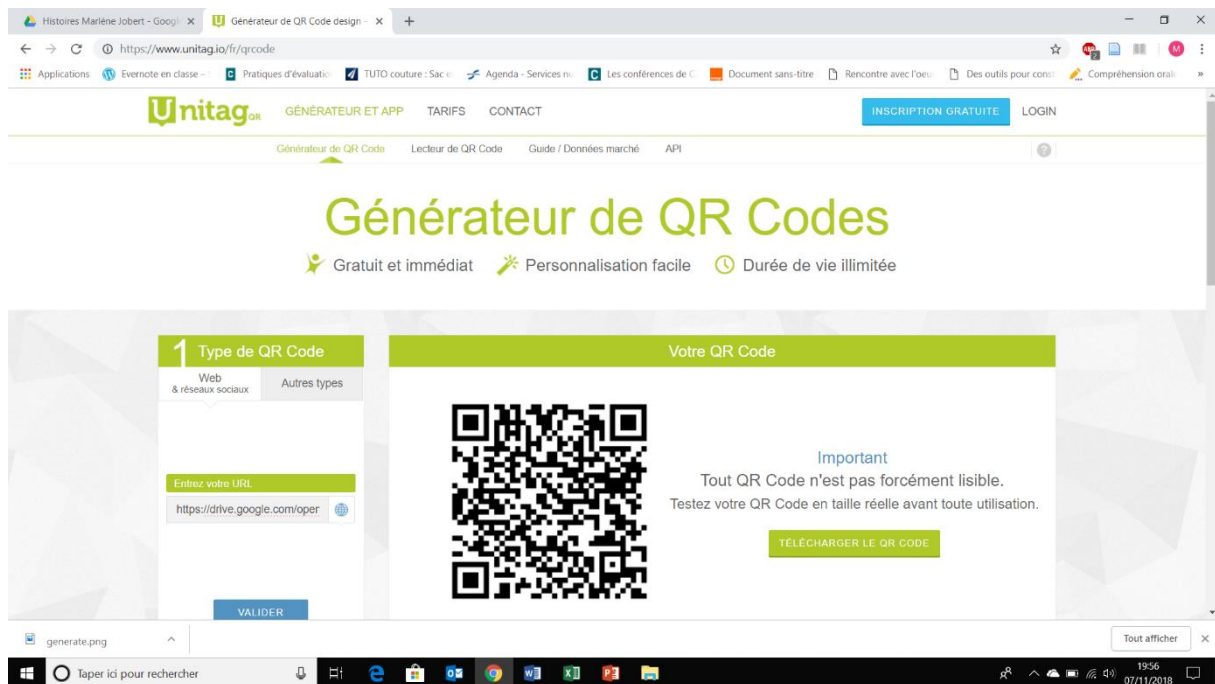 Histoires Marlène Jobert - Googl
Générateur de QR Code design -
https://www.unitag.io/fr/qrcode
Applications
Evernote en classe –
Pratiques d'évaluatio
TUTO couture : Sac e
Agenda - Services nu
Les conférences de C
Document sans-titre
Rencontre avec l'oeu
Des outils pour const
Compréhension orale
Unitag QR
GÉNÉRATEUR ET APP TARIFS CONTACT
INSCRIPTION GRATUITE LOGIN
Générateur de QR Code Lecteur de QR Code Guide / Données marché API
Générateur de QR Codes
Gratuit et immédiat Personnalisation facile Durée de vie illimitée
1 Type de QR Code
Web
& réseaux sociaux
Autres types
Entrez votre URL
https://drive.google.com/oper
VALIDER
Votre QR Code
Important
Tout QR Code n'est pas forcément lisible.
Testez votre QR Code en taille réelle avant toute utilisation.
TÉLÉCHARGER LE QR CODE
generate.png
Tout afficher
Taper ici pour rechercher
19:56
07/11/2018